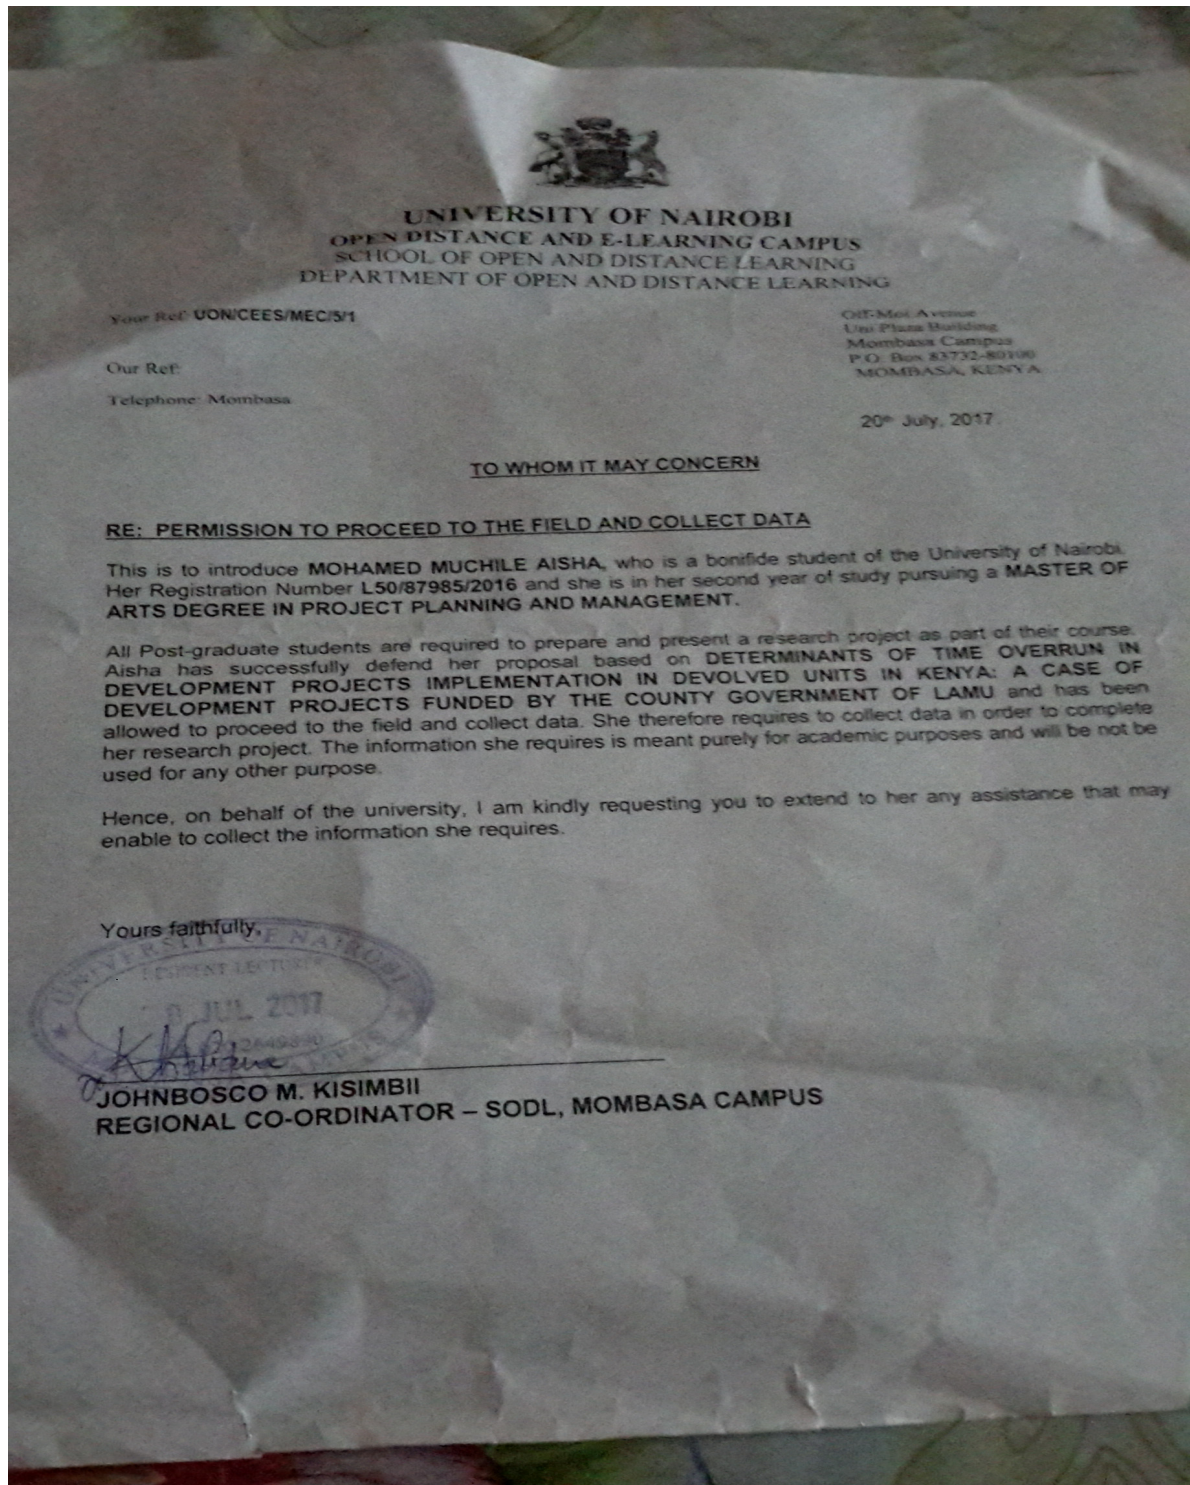 UNIVERSITY OF NAIROBI
OPEN DISTANCE AND E-LEARNING CAMPUS
SCHOOL OF OPEN AND DISTANCE LEARNING
DEPARTMENT OF OPEN AND DISTANCE LEARNING
Your Ref: UON/CEES/MEC/5/1
Our Ref:
Telephone: Mombasa
Off-Moi Avenue
Uni Plaza Building
Mombasa Campus
P.O. Box 83732-80100
MOMBASA, KENYA
20th July, 2017.
TO WHOM IT MAY CONCERN
RE: PERMISSION TO PROCEED TO THE FIELD AND COLLECT DATA
This is to introduce MOHAMED MUCHILE AISHA, who is a bonifide student of the University of Nairobi.
Her Registration Number L50/87985/2016 and she is in her second year of study pursuing a MASTER OF
ARTS DEGREE IN PROJECT PLANNING AND MANAGEMENT.
All Post-graduate students are required to prepare and present a research project as part of their course.
Aisha has successfully defend her proposal based on DETERMINANTS OF TIME OVERRUN IN
DEVELOPMENT PROJECTS IMPLEMENTATION IN DEVOLVED UNITS IN KENYA: A CASE OF
DEVELOPMENT PROJECTS FUNDED BY THE COUNTY GOVERNMENT OF LAMU and has been
allowed to proceed to the field and collect data. She therefore requires to collect data in order to complete
her research project. The information she requires is meant purely for academic purposes and will be not be
used for any other purpose.
Hence, on behalf of the university, I am kindly requesting you to extend to her any assistance that may
enable to collect the information she requires.
Yours faithfully,
UNIVERSITY OF NAIROBI
RESIDENT LECTURER
JUL 2017
JOHNBOSCO M. KISIMBII
REGIONAL CO-ORDINATOR – SODL, MOMBASA CAMPUS